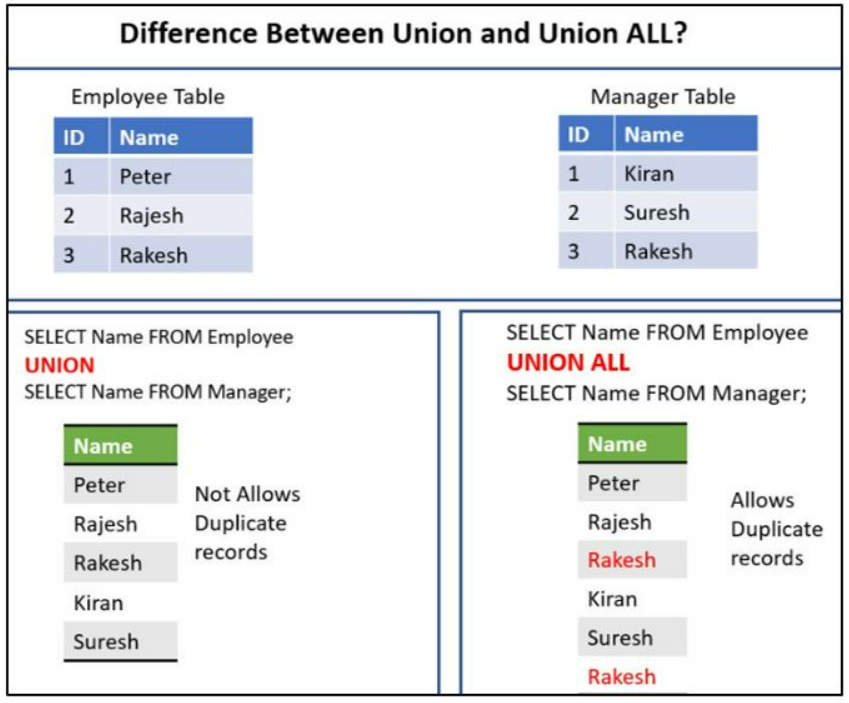 Difference Between Union and Union ALL?
Employee Table
ID Name
1 Peter
2 Rajesh
3 Rakesh
Manager Table
ID Name
1 Kiran
2 Suresh
3 Rakesh
SELECT Name FROM Employee
UNION
SELECT Name FROM Manager;
Name
Peter
Rajesh
Rakesh
Kiran
Suresh
Not Allows
Duplicate
records
SELECT Name FROM Employee
UNION ALL
SELECT Name FROM Manager;
Name
Peter
Rajesh
Rakesh
Kiran
Suresh
Rakesh
Allows
Duplicate
records